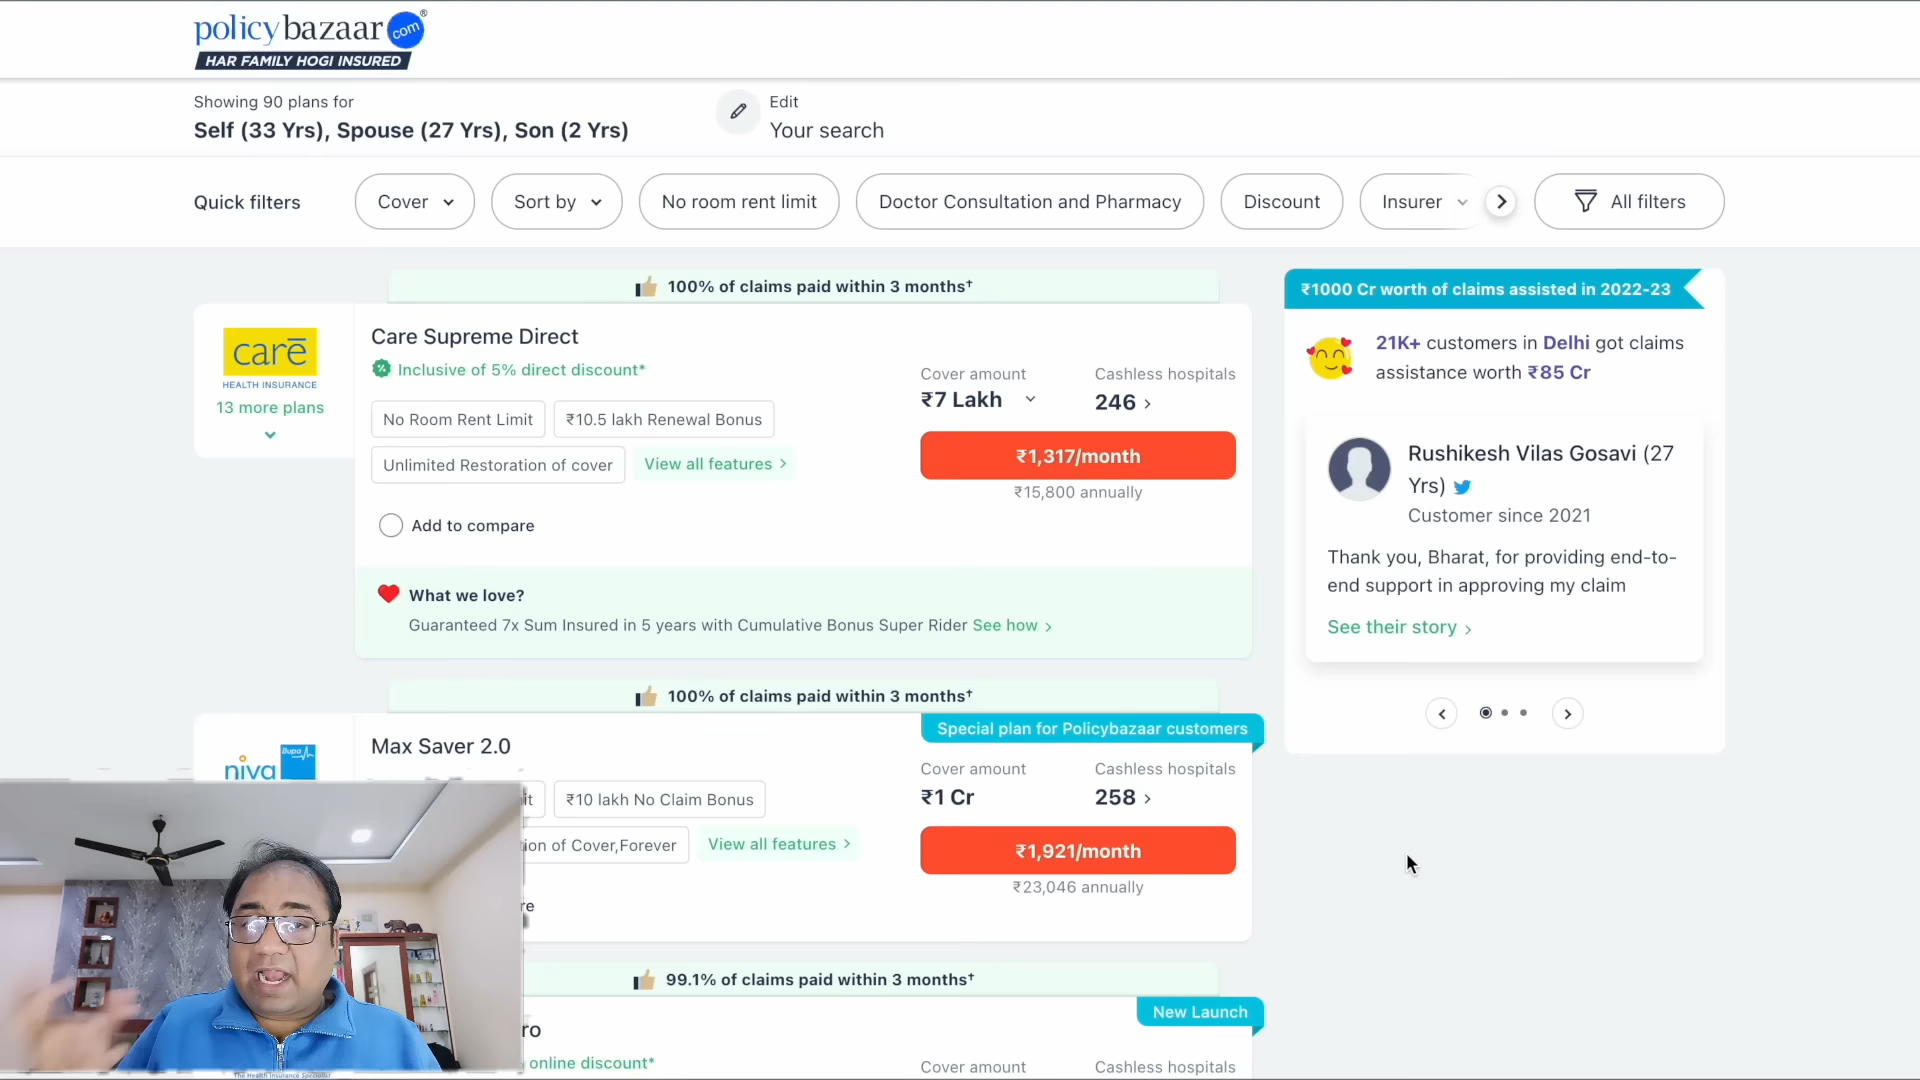 policybazaar com®
HAR FAMILY HOGI INSURED
Showing 90 plans for
Self (33 Yrs), Spouse (27 Yrs), Son (2 Yrs)
Edit
Your search
Quick filters
Cover
Sort by
No room rent limit
Doctor Consultation and Pharmacy
Discount
Insurer
All filters
100% of claims paid within 3 months†
care
HEALTH INSURANCE
13 more plans
Care Supreme Direct
Inclusive of 5% direct discount*
No Room Rent Limit
₹10.5 lakh Renewal Bonus
Unlimited Restoration of cover
View all features >
Add to compare
Cover amount
₹7 Lakh
Cashless hospitals
246 >
₹1,317/month
₹15,800 annually
What we love?
Guaranteed 7x Sum Insured in 5 years with Cumulative Bonus Super Rider See how >
100% of claims paid within 3 months†
Special plan for Policybazaar customers
niva
Bupa
Max Saver 2.0
it
₹10 lakh No Claim Bonus
ion of Cover,Forever
View all features >
re
Cover amount
₹1 Cr
Cashless hospitals
258 >
₹1,921/month
₹23,046 annually
99.1% of claims paid within 3 months†
New Launch
ro
online discount*
Cover amount
Cashless hospitals
The Health Insurance Specialist
₹1000 Cr worth of claims assisted in 2022-23
21K+ customers in Delhi got claims
assistance worth ₹85 Cr
Rushikesh Vilas Gosavi (27
Yrs)
Customer since 2021
Thank you, Bharat, for providing end-to-
end support in approving my claim
See their story >